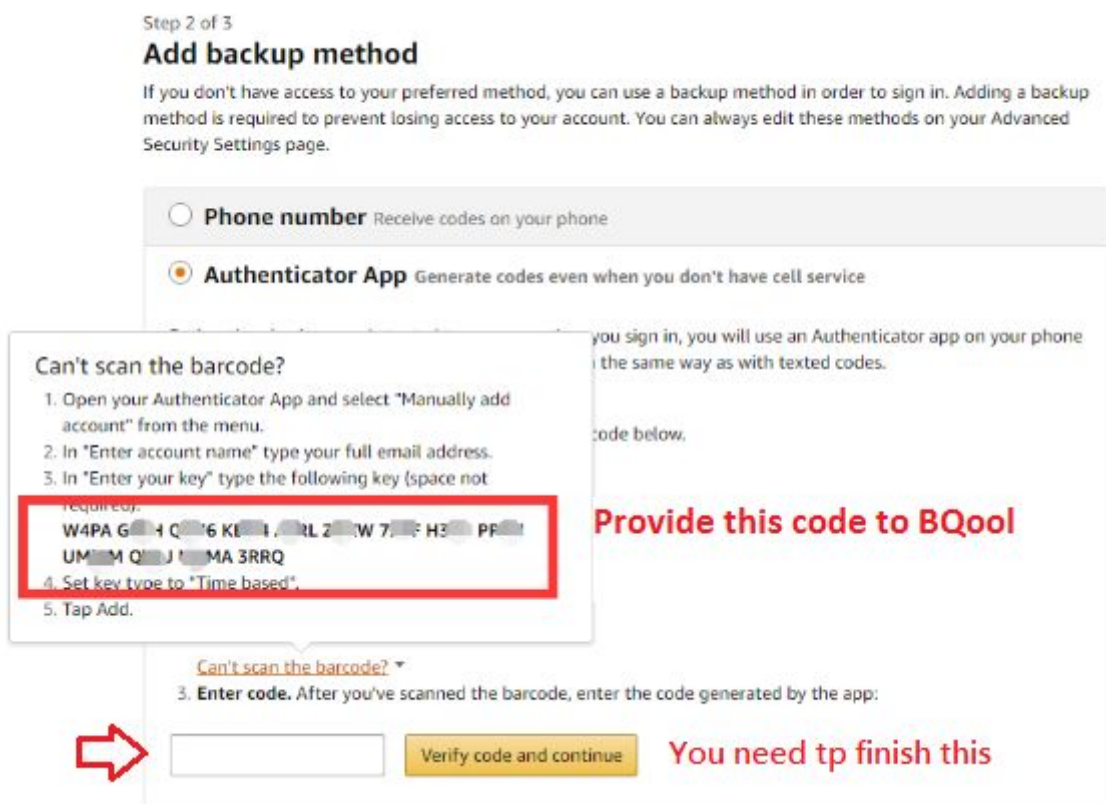 Step 2 of 3
Add backup method
If you don't have access to your preferred method, you can use a backup method in order to sign in. Adding a backup
method is required to prevent losing access to your account. You can always edit these methods on your Advanced
Security Settings page.
Phone number Receive codes on your phone
Authenticator App Generate codes even when you don't have cell service
you sign in, you will use an Authenticator app on your phone
the same way as with texted codes.
code below.
Can't scan the barcode?
1. Open your Authenticator App and select "Manually add
account" from the menu.
2. In "Enter account name" type your full email address.
3. In "Enter your key" type the following key (space not
required):
W4PA
MA 3RRQ
4. Set key type to "Time based".
5. Tap Add.
Provide this code to BQool
Can't scan the barcode?
3. Enter code. After you've scanned the barcode, enter the code generated by the app:
Verify code and continue
You need tp finish this